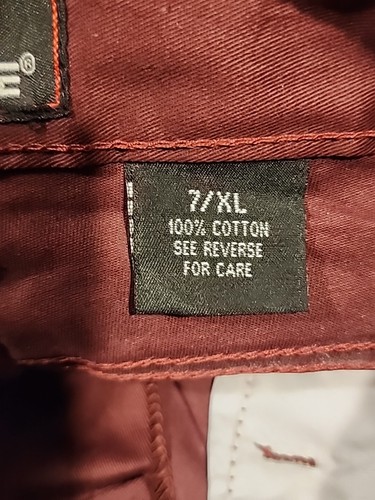 ®
7/XL
100% COTTON
SEE REVERSE
FOR CARE